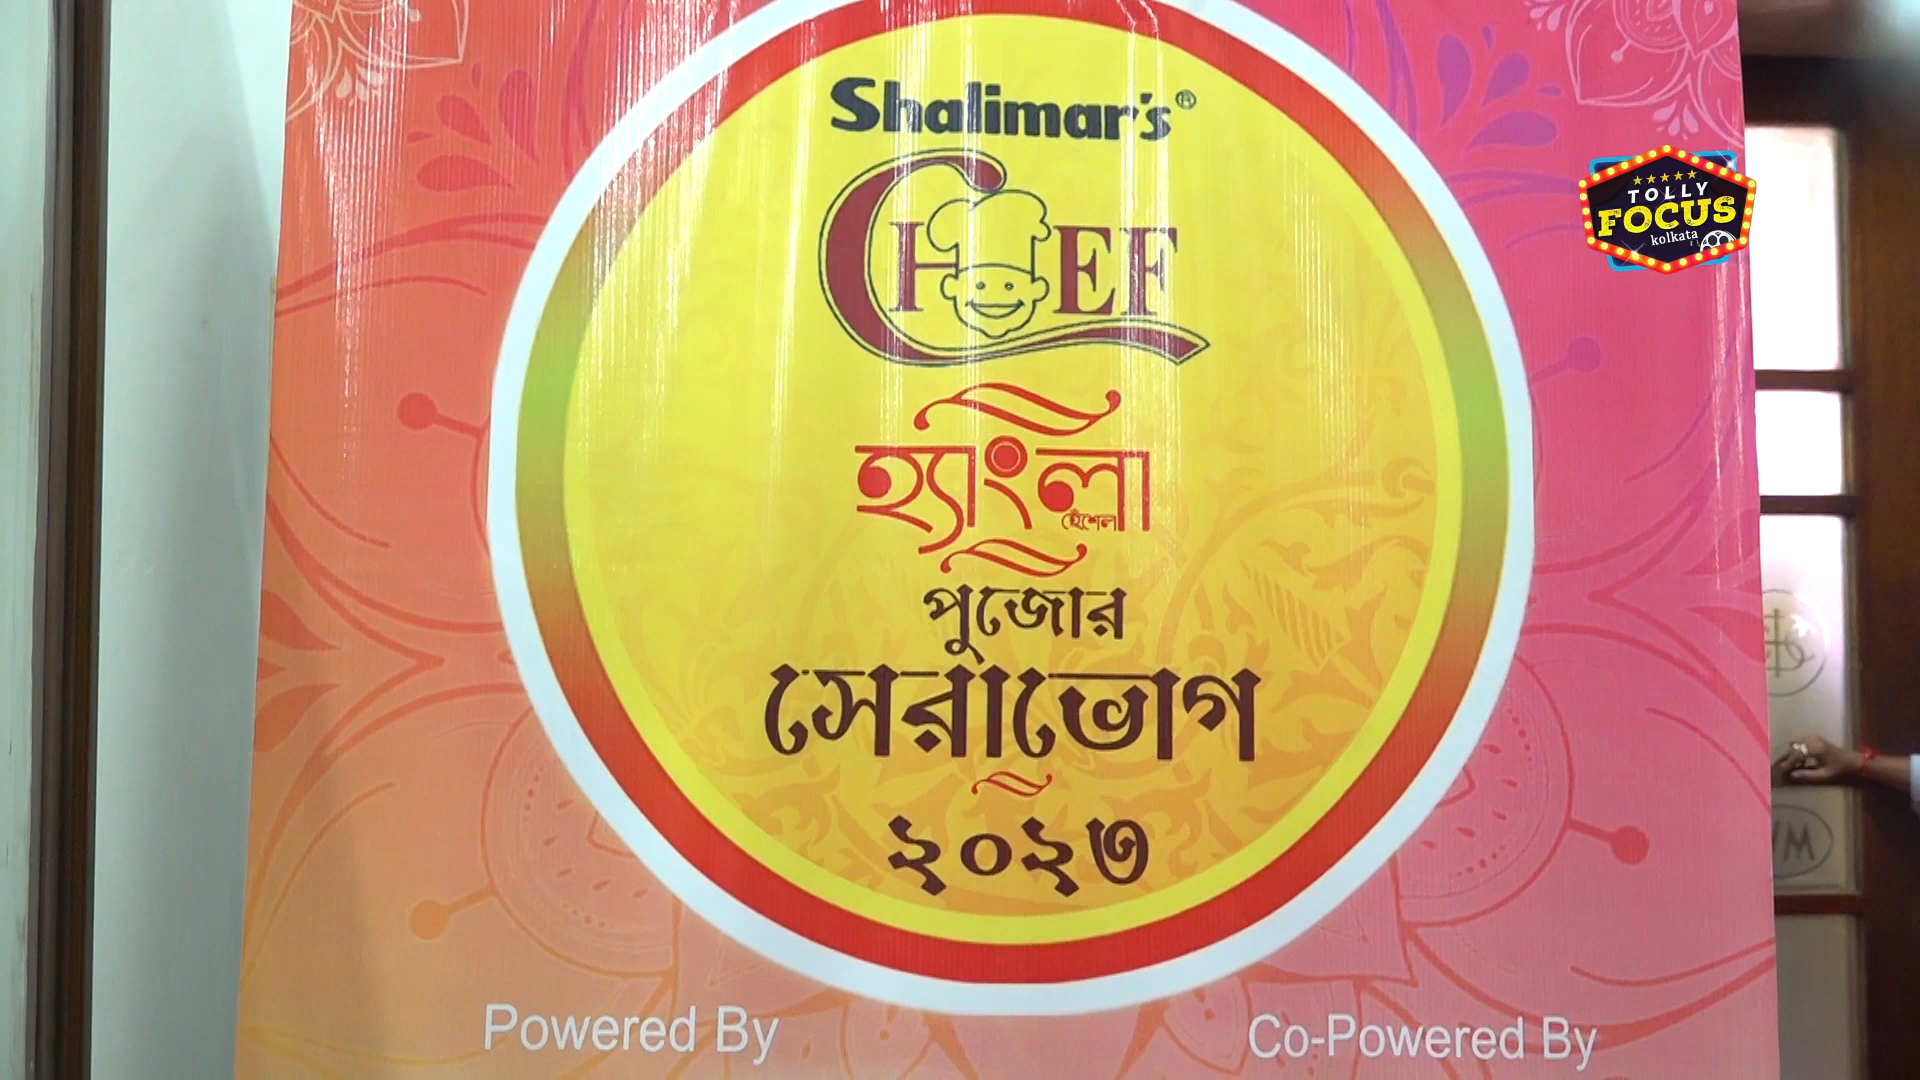 Shalimar's®
CHEF
হ্যাংলা
হেঁশেল
পুজোর
সেরাভোগ
২০২৩
Powered By
Co-Powered By
TOLLY
FOCUS
kolkata